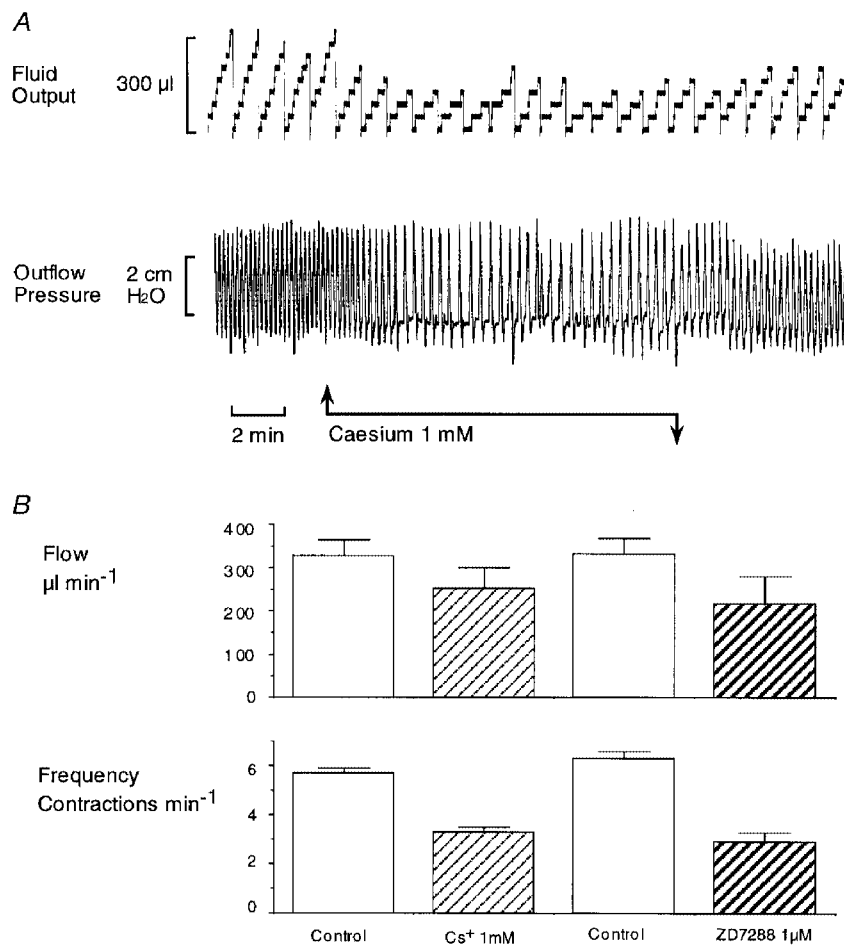 A
Fluid
Output
300 µl
Outflow
Pressure
2 cm
H₂O
2 min
Caesium 1 mM
B
Flow
µl min⁻¹
400
300
200
100
0
Frequency
Contractions min⁻¹
6
4
2
0
Control
Cs⁺ 1mM
Control
ZD7288 1µM